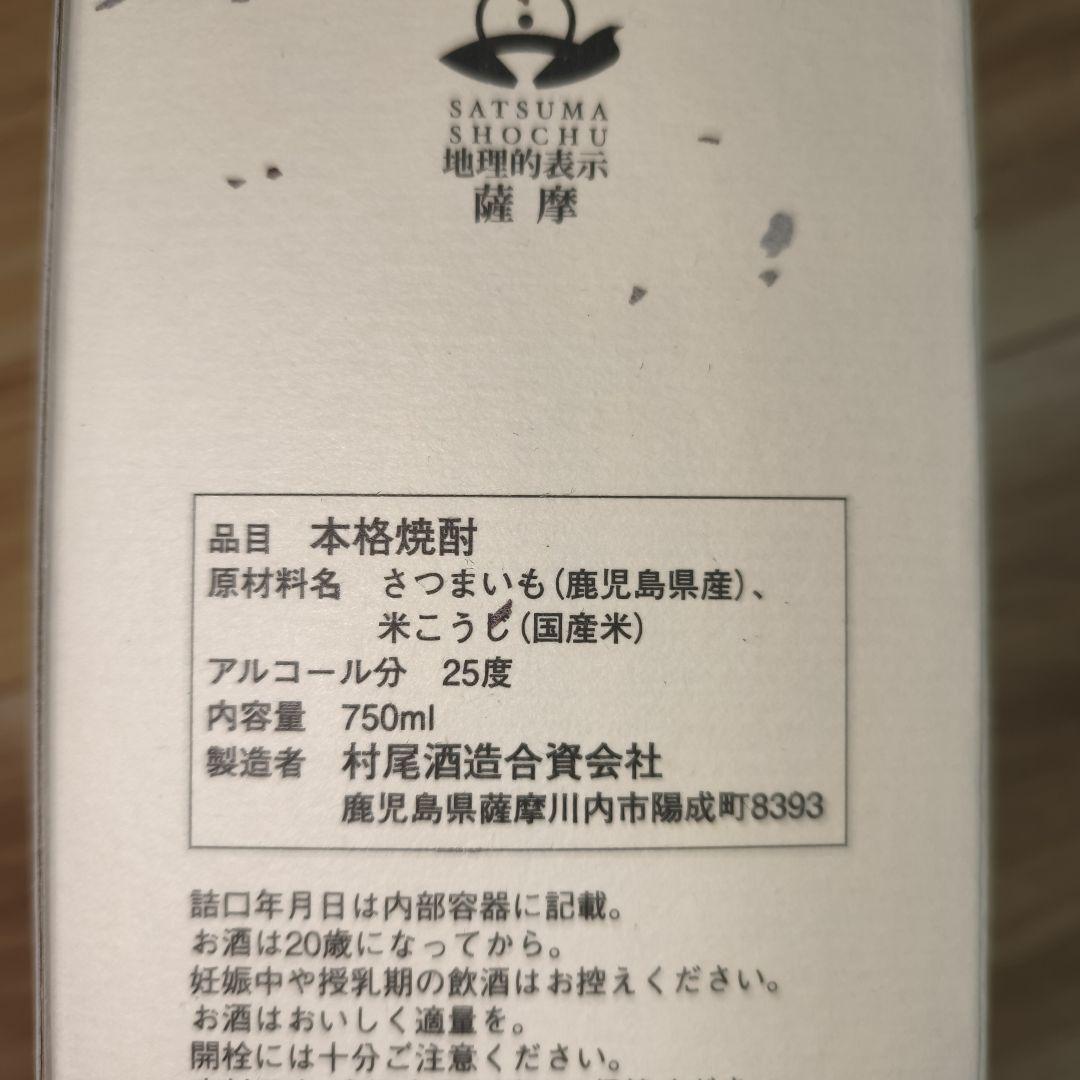 SATSUMA
SHOCHU
地理的表示
薩摩
品目 本格焼酎
原材料名 さつまいも(鹿児島県産)、
米こうじ(国産米)
アルコール分 25度
内容量 750ml
製造者 村尾酒造合資会社
鹿児島県薩摩川内市陽成町8393
詰口年月日は内部容器に記載。
お酒は20歳になってから。
妊娠中や授乳期の飲酒はお控えください。
お酒はおいしく適量を。
開栓には十分ご注意ください。